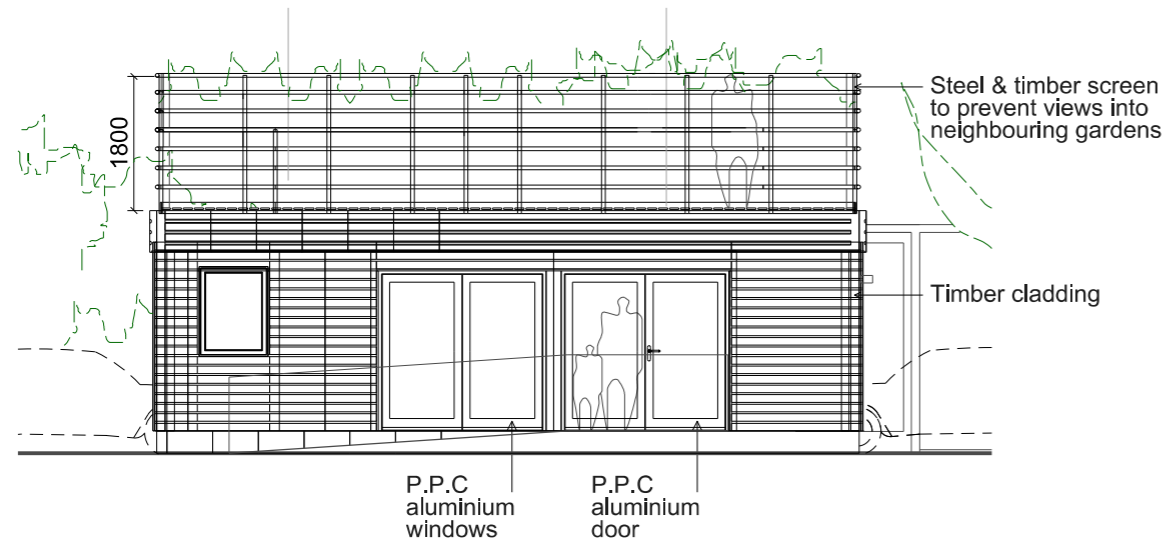 Steel & timber screen
to prevent views into
neighbouring gardens
1800
Timber cladding
P.P.C
aluminium
windows
P.P.C
aluminium
door